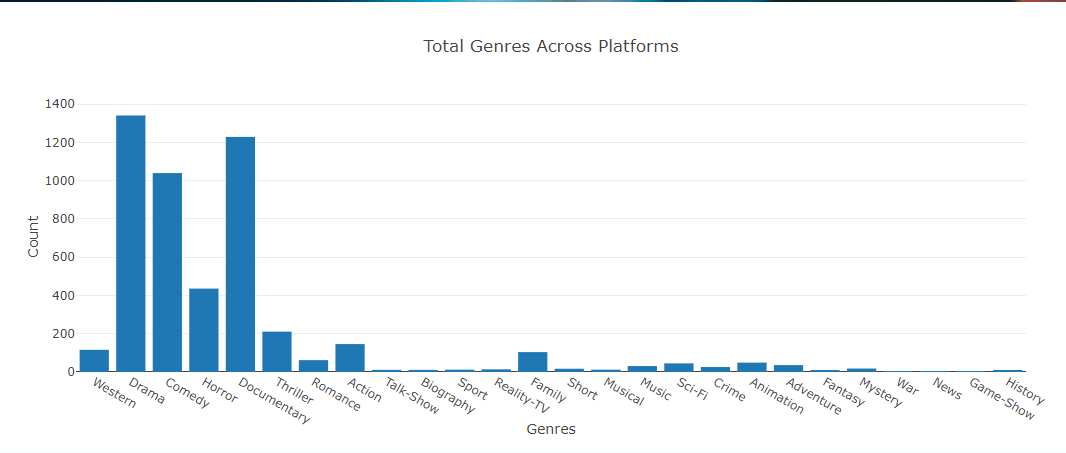 Total Genres Across Platforms
1400
1200
1000
800
600
400
200
0
Count
Western
Drama
Comedy
Horror
Documentary
Thriller
Romance
Action
Talk-Show
Biography
Sport
Reality-TV
Family
Short
Musical
Music
Sci-Fi
Crime
Animation
Adventure
Fantasy
Mystery
War
News
Game-Show
History
Genres